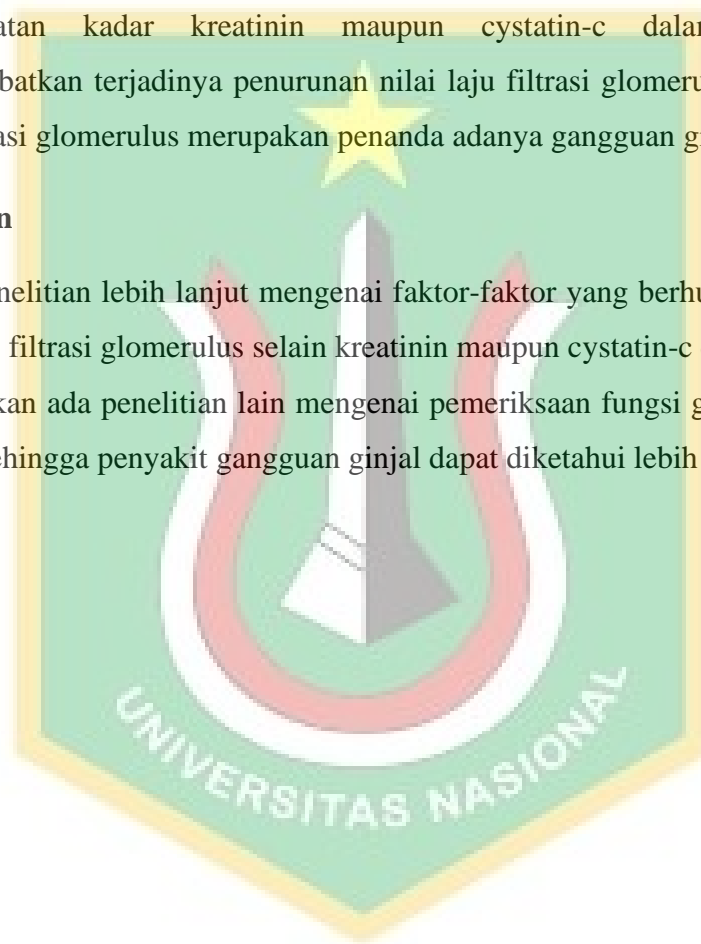 atan kadar kreatinin maupun cystatin-c dalam
batkan terjadinya penurunan nilai laju filtrasi glomeru
asi glomerulus merupakan penanda adanya gangguan gi
n
nelitian lebih lanjut mengenai faktor-faktor yang berhu
filtrasi glomerulus selain kreatinin maupun cystatin-c
kan ada penelitian lain mengenai pemeriksaan fungsi g
ehingga penyakit gangguan ginjal dapat diketahui lebih
UNIVERSITAS NASIONAL